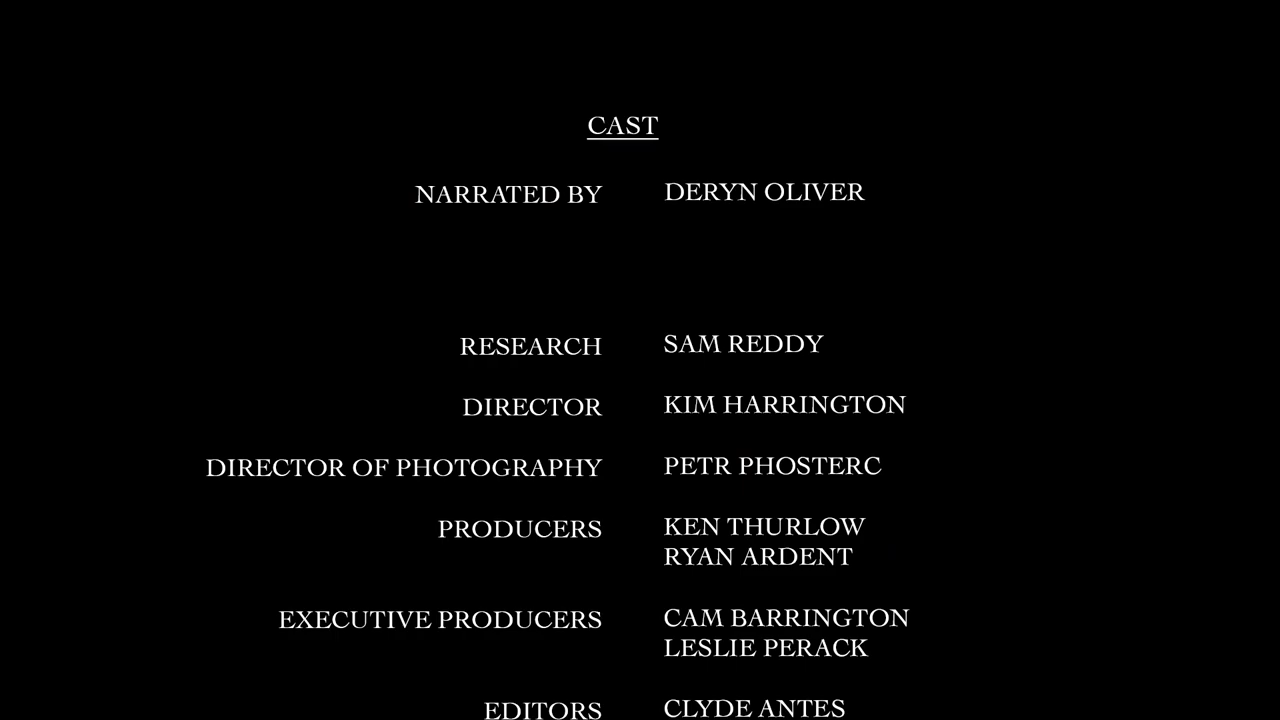 CAST
NARRATED BY DERYN OLIVER
RESEARCH SAM REDDY
DIRECTOR KIM HARRINGTON
DIRECTOR OF PHOTOGRAPHY PETR PHOSTERC
PRODUCERS KEN THURLOW
RYAN ARDENT
EXECUTIVE PRODUCERS CAM BARRINGTON
LESLIE PERACK
EDITORS CLYDE ANTES